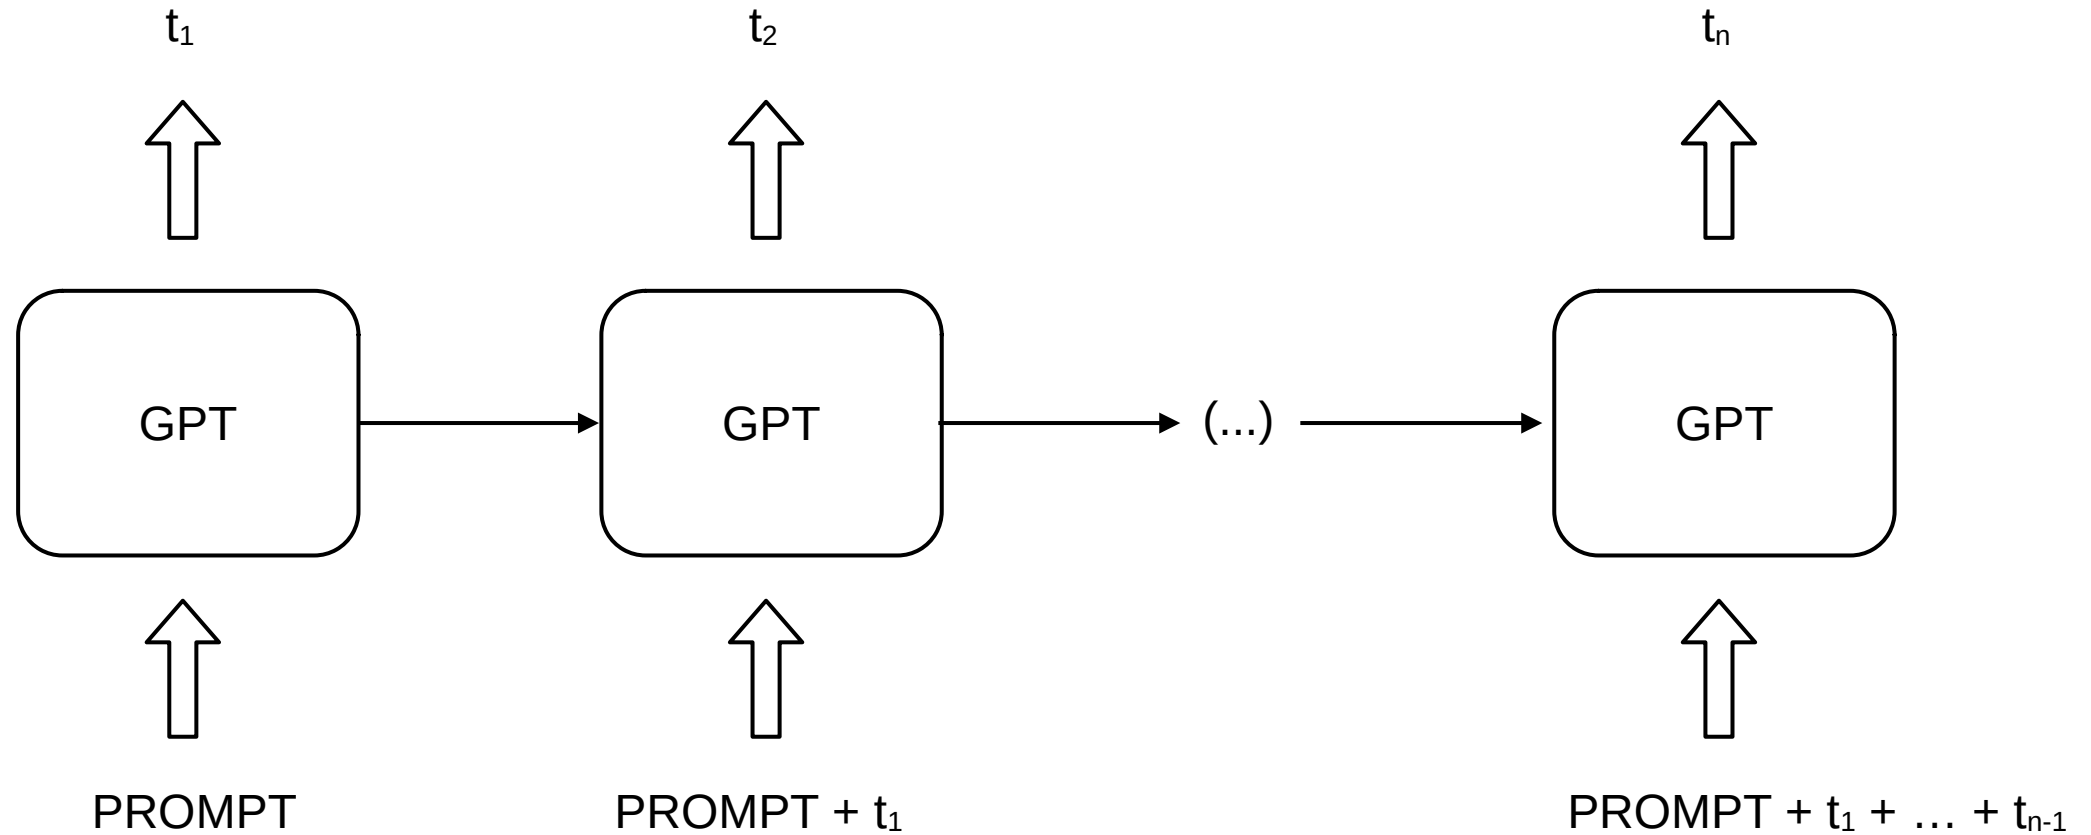 t₁ t₂ tₙ
GPT GPT (...) GPT
PROMPT PROMPT + t₁ PROMPT + t₁ + … + tₙ₋₁